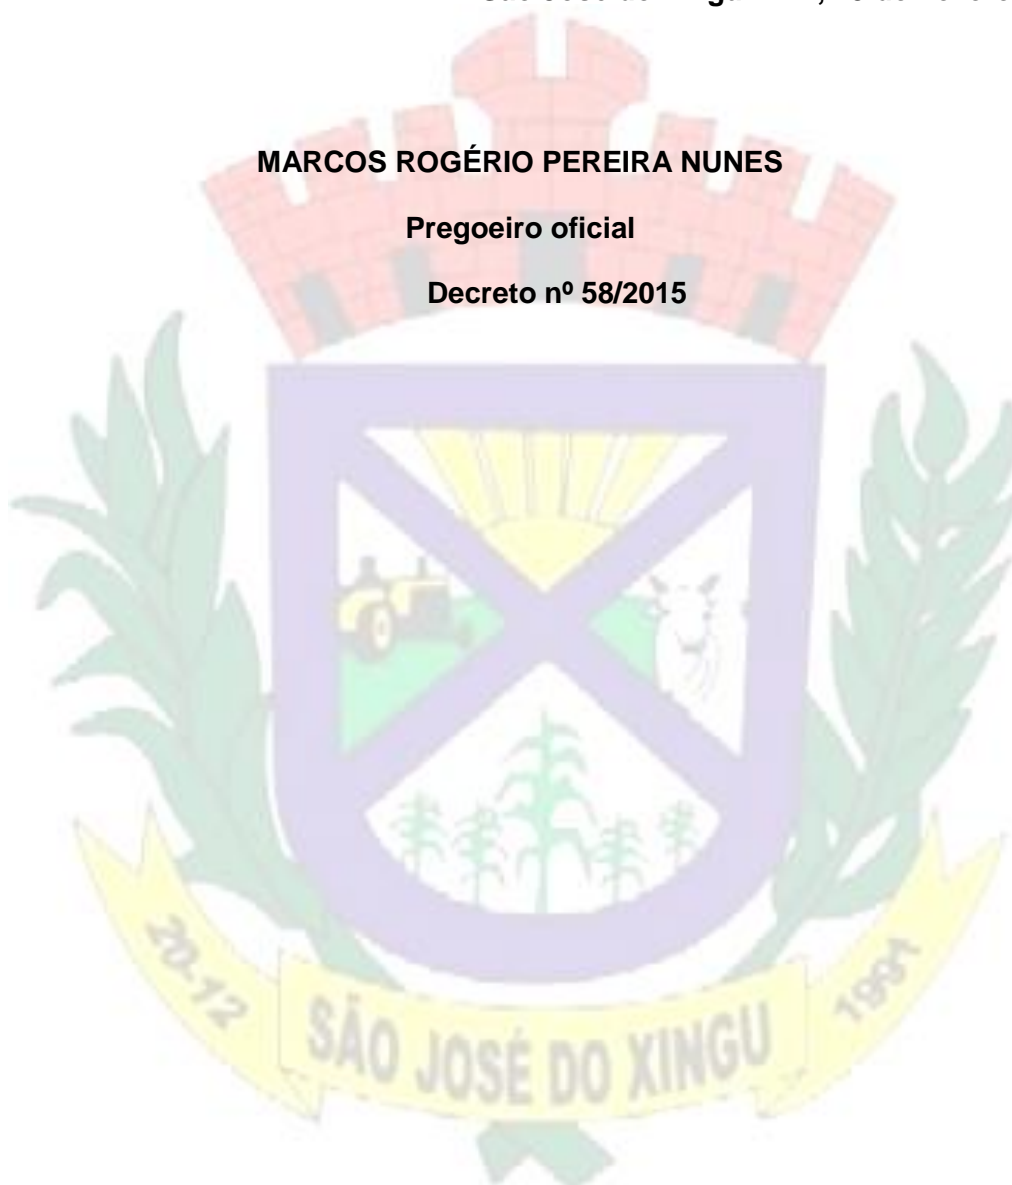 MARCOS ROGÉRIO PEREIRA NUNES
Pregoeiro oficial
Decreto nº 58/2015
20-12
SÃO JOSÉ DO XINGU
1991